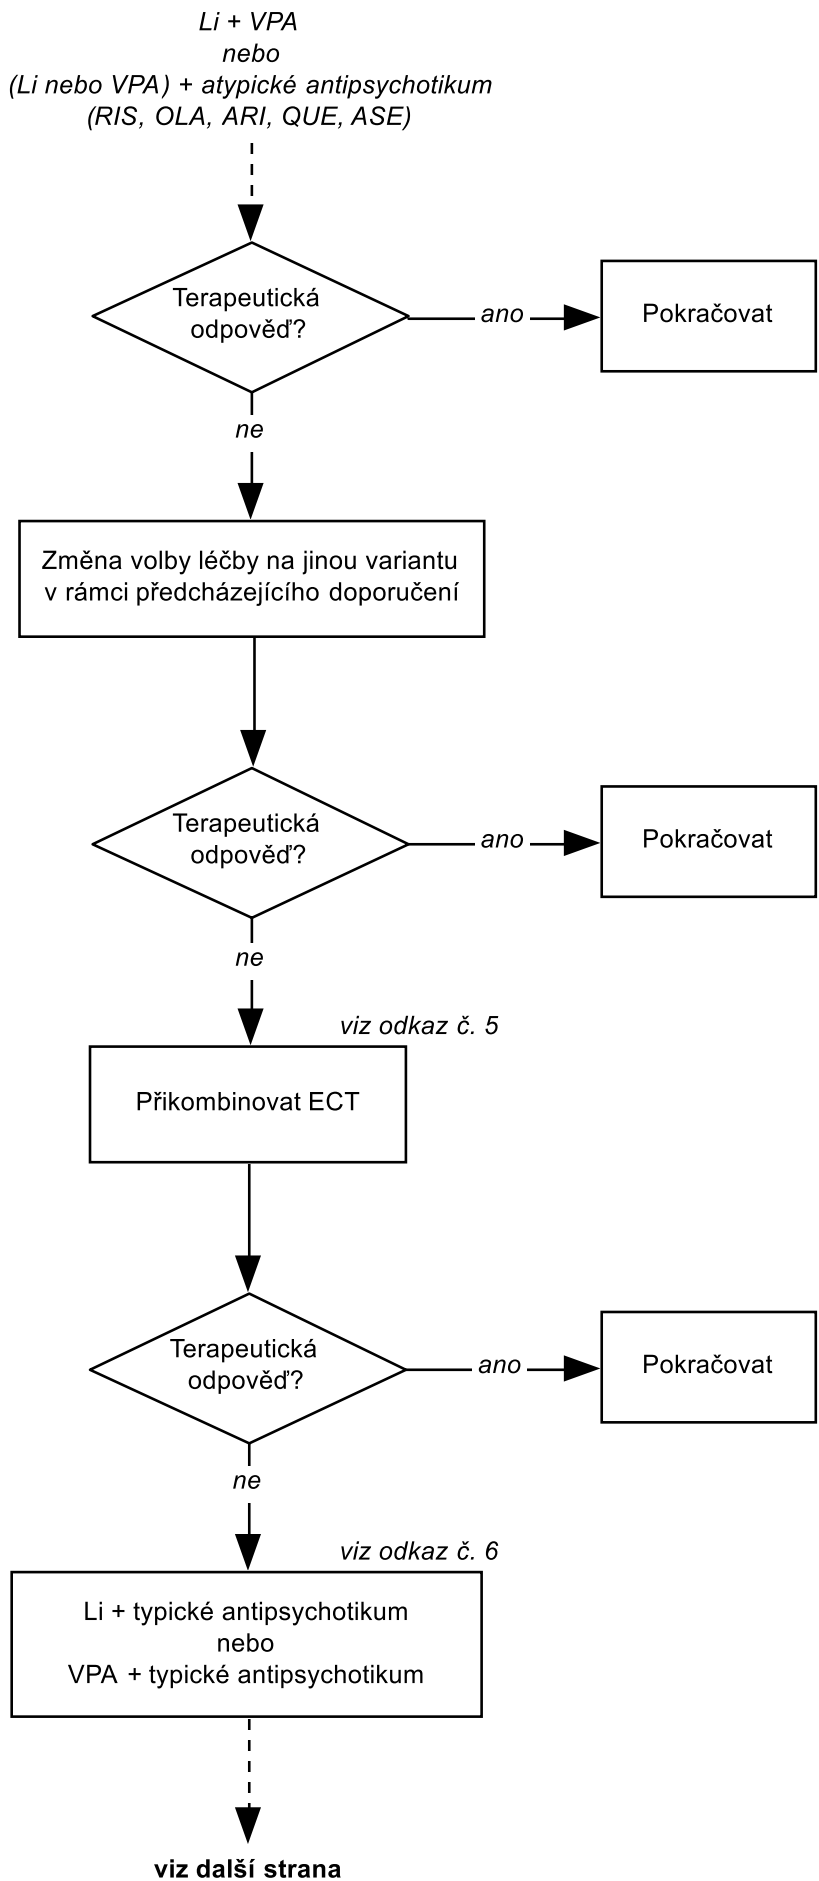 Li + VPA
nebo
(Li nebo VPA) + atypické antipsychotikum
(RIS, OLA, ARI, QUE, ASE)
Terapeutická
odpověď?
ano
Pokračovat
ne
Změna volby léčby na jinou variantu
v rámci předcházejícího doporučení
Terapeutická
odpověď?
ano
Pokračovat
ne
viz odkaz č. 5
Přikombinovat ECT
Terapeutická
odpověď?
ano
Pokračovat
ne
viz odkaz č. 6
Li + typické antipsychotikum
nebo
VPA + typické antipsychotikum
viz další strana